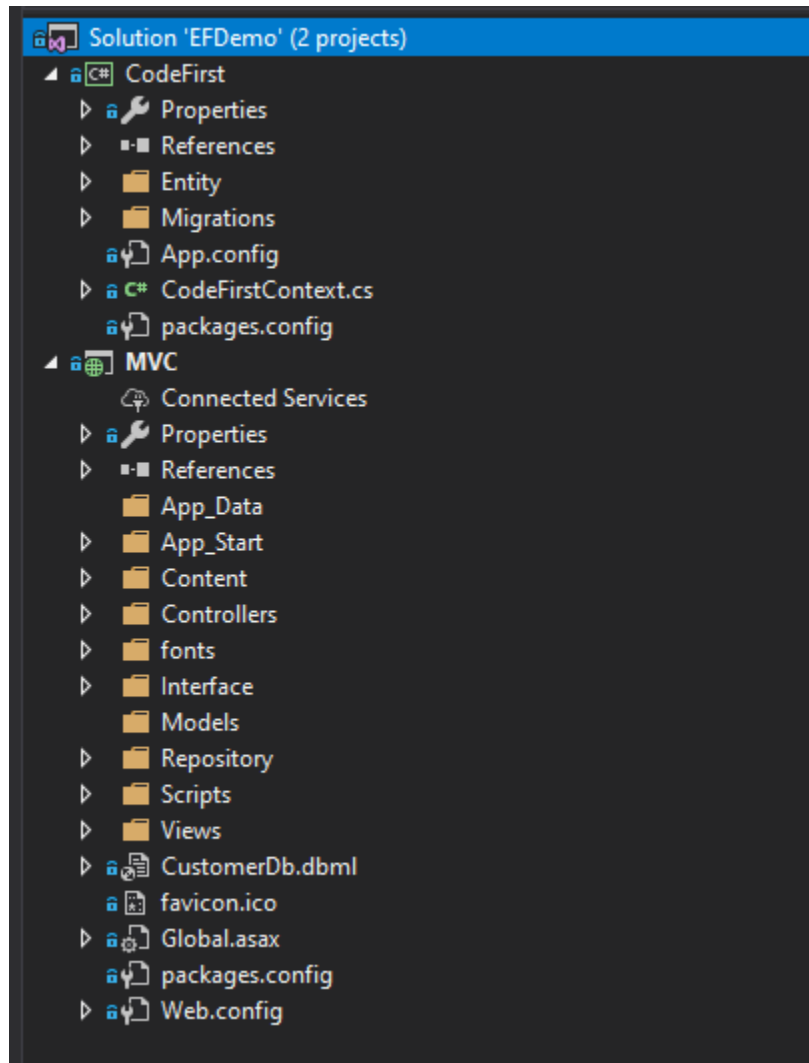 Solution 'EFDemo' (2 projects)
C# CodeFirst
Properties
References
Entity
Migrations
App.config
C# CodeFirstContext.cs
packages.config
MVC
Connected Services
Properties
References
App_Data
App_Start
Content
Controllers
fonts
Interface
Models
Repository
Scripts
Views
CustomerDb.dbml
favicon.ico
Global.asax
packages.config
Web.config